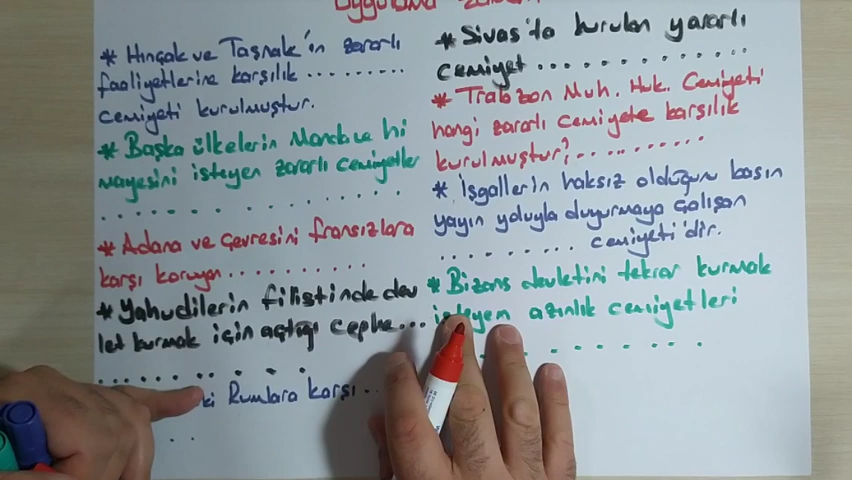 Uygulama zamanı
* Hınçak ve Taşnak'ın zararlı
faaliyetlerine karşılık .........
cemiyeti kurulmuştur.
* Başka ülkelerin Manda ve hi
mayesini isteyen zararlı cemiyetler
..............
* Adana ve çevresini fransızlara
karşı koruyan ..........
* Yahudilerin filistinde dev
let kurmak için açtığı cephe...
.........
ki Rumlara karşı ..
..
* Sivas'ta kurulan yararlı
cemiyet .............
* Trabzon Muh. Huk. Cemiyeti
hangi zararlı cemiyete karşılık
kurulmuştur? ..........
* İşgallerin haksız olduğunu basın
yayın yoluyla duyurmaya çalışan
.......... cemiyeti'dir.
* Bizans devletini tekrar kurmak
isteyen azınlık cemiyetleri
..........